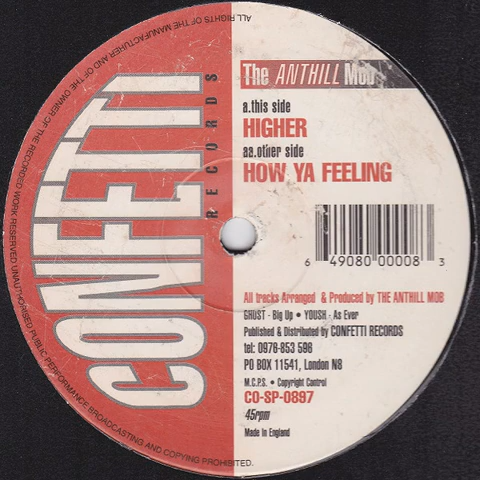 ALL RIGHTS OF THE MANUFACTURER AND OF THE OWNER OF THE RECORDED WORK RESERVED UNAUTHORISED PUBLIC PERFORMANCE BROADCASTING AND COPYING PROHIBITED.
CONFETTI
RECORDS
The ANTHILL MOB
a.this side
HIGHER
aa.other side
HOW YA FEELING
6 49080 00008 3
All tracks Arranged & Produced by THE ANTHILL MOB
GHOST - Big Up • YOUSH - As Ever
Published & Distributed by CONFETTI RECORDS
tel: 0976-853 596
PO BOX 11541, London N8
M.C.P.S. • Copyright Control
CO-SP-0897
45rpm
Made in England